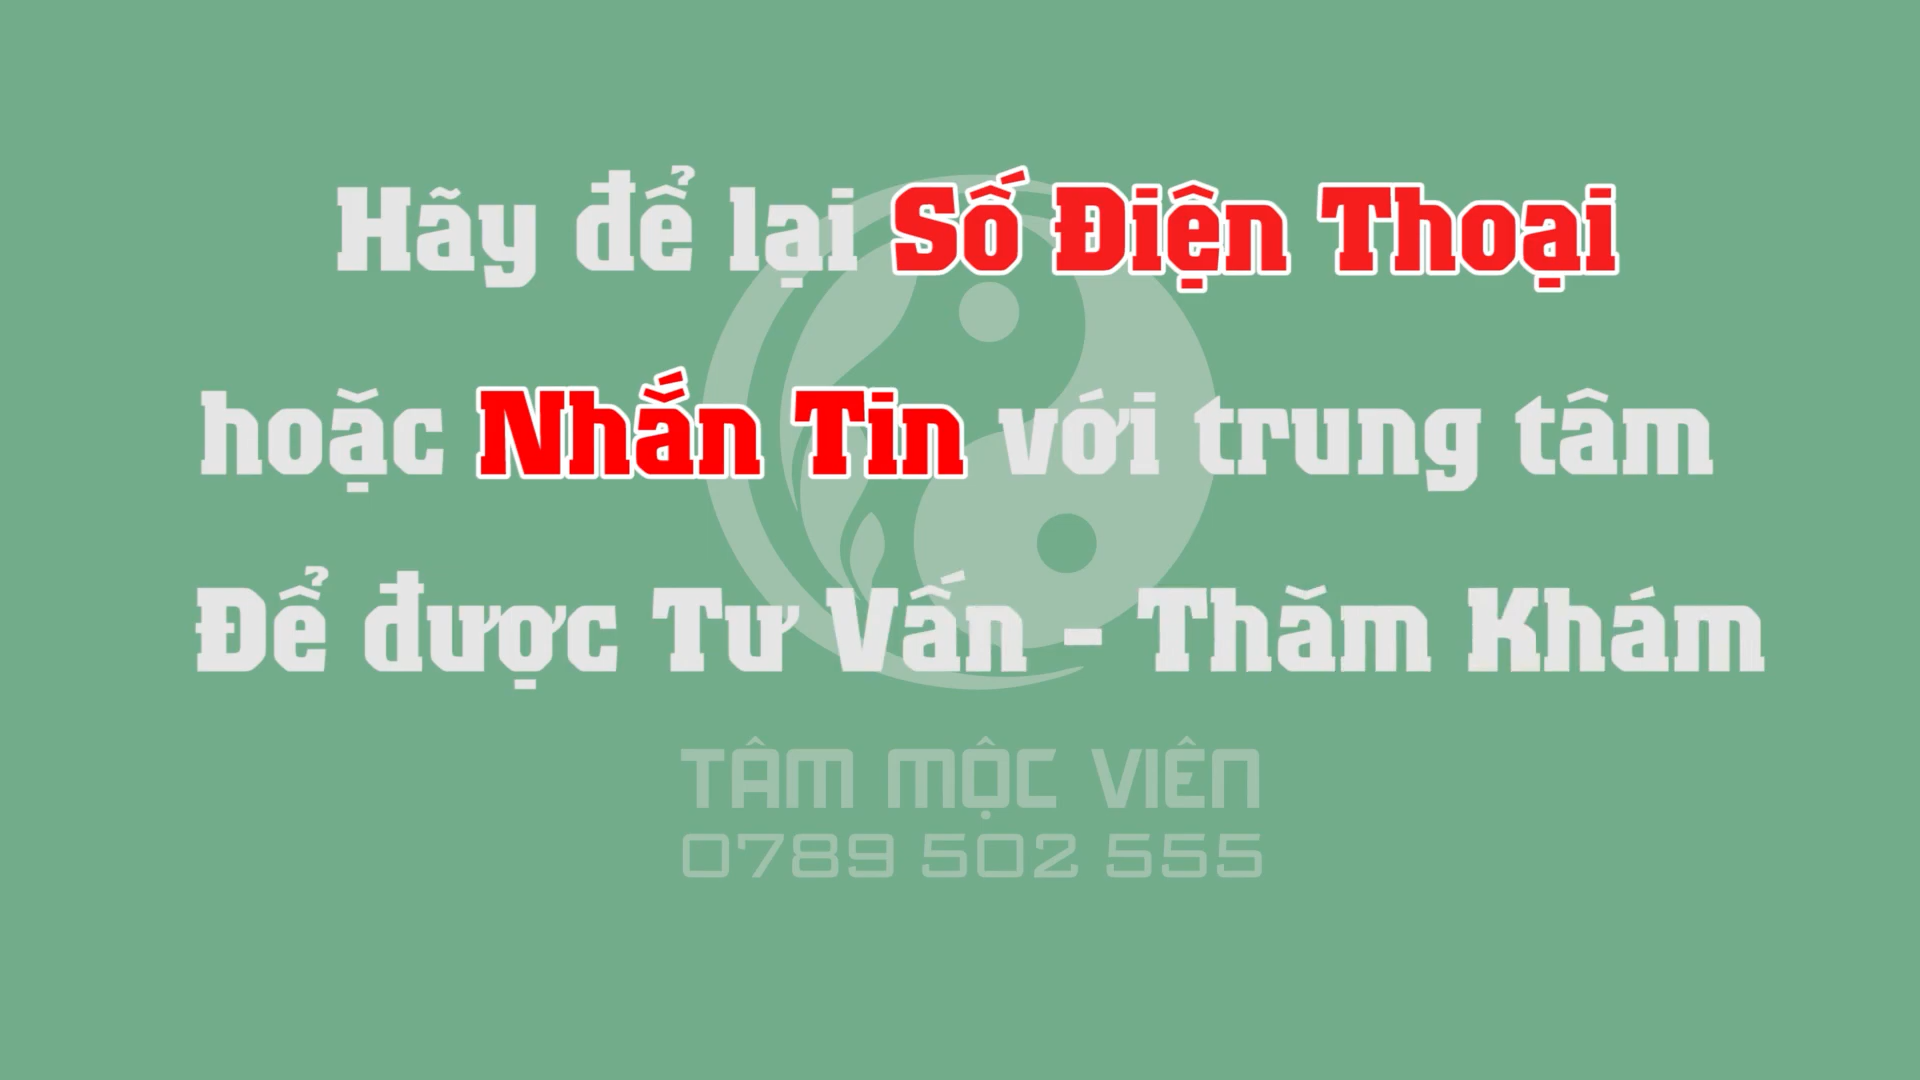 Hãy để lại Số Điện Thoại
hoặc Nhắn Tin với trung tâm
Để được Tư Vấn - Thăm Khám
TÂM MỘC VIÊN
0789 502 555